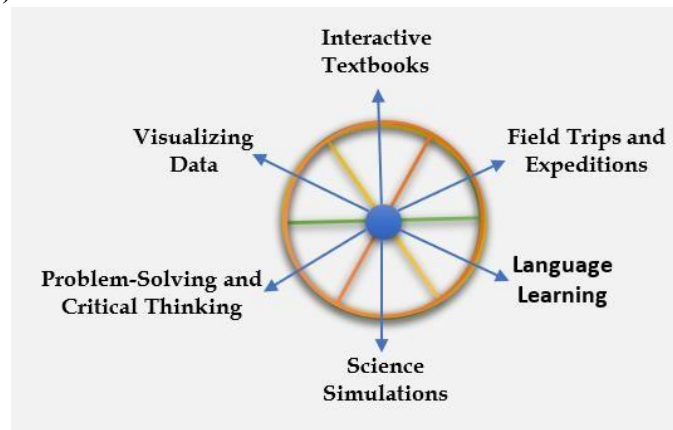 )
Interactive
Textbooks
Visualizing
Data
Field Trips and
Expeditions
Problem-Solving and
Critical Thinking
Language
Learning
Science
Simulations